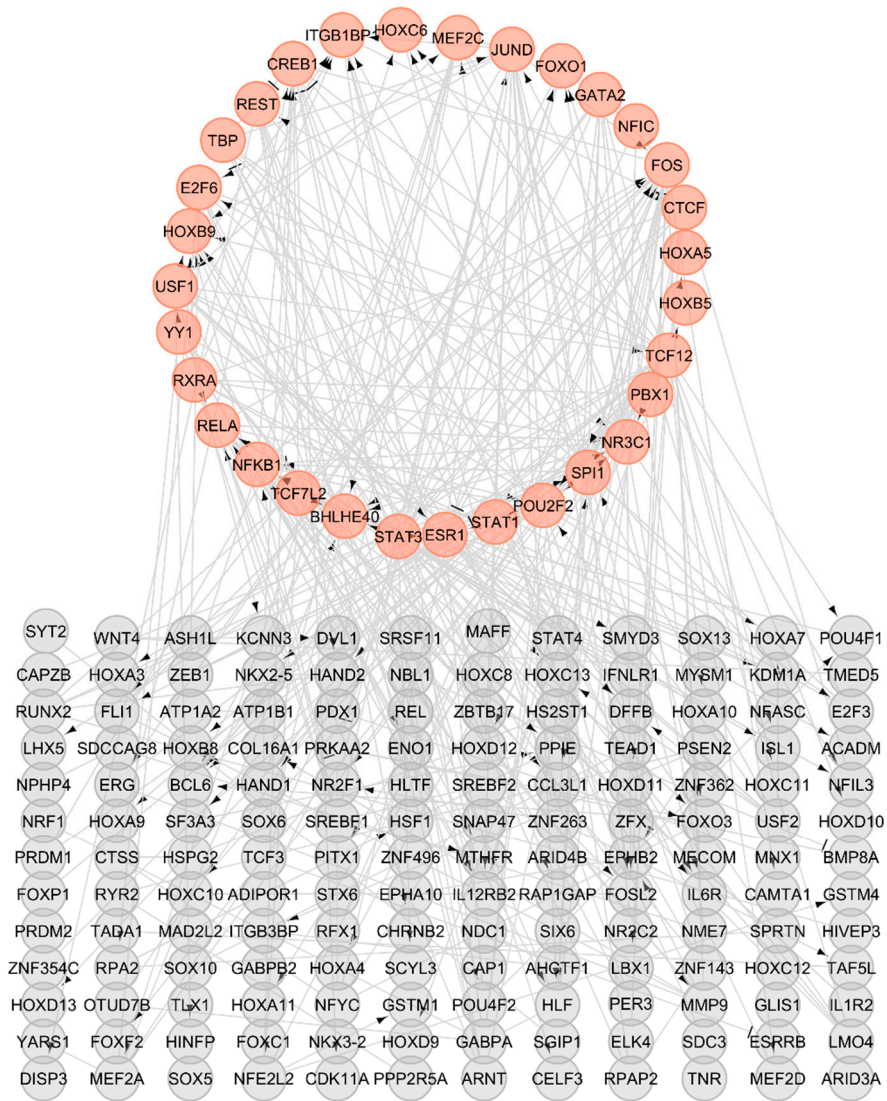 ITGB1BP1
HOXC6
MEF2C
JUND
CREB1
FOXO1
GATA2
REST
NFIC
TBP
FOS
E2F6
CTCF
HOXB9
HOXA5
USF1
HOXB5
YY1
TCF12
RXRA
PBX1
RELA
NR3C1
NFKB1
SPI1
TCF7L2
POU2F2
BHLHE40
STAT1
STAT3
ESR1
SYT2 WNT4 ASH1L KCNN3 DVL1 SRSF11 MAFF STAT4 SMYD3 SOX13 HOXA7 POU4F1
CAPZB HOXA3 ZEB1 NKX2-5 HAND2 NBL1 HOXC8 HOXC13 IFNLR1 MYSM1 KDM1A TMED5
RUNX2 FLI1 ATP1A2 ATP1B1 PDX1 REL ZBTB17 HS2ST1 DFFB HOXA10 NFASC E2F3
LHX5 SDCCAG8 HOXB8 COL16A1 PRKAA2 ENO1 HOXD12 PPIE TEAD1 PSEN2 ISL1 ACADM
NPHP4 ERG BCL6 HAND1 NR2F1 HLTF SREBF2 CCL3L1 HOXD11 ZNF362 HOXC11 NFIL3
NRF1 HOXA9 SF3A3 SOX6 SREBF1 HSF1 SNAP47 ZNF263 ZFX FOXO3 USF2 HOXD10
PRDM1 CTSS HSPG2 TCF3 PITX1 ZNF496 MTHFR ARID4B EPHB2 MECOM MNX1 BMP8A
FOXP1 RYR2 HOXC10 ADIPOR1 STX6 EPHA10 IL12RB2 RAP1GAP FOSL2 IL6R CAMTA1 GSTM4
PRDM2 TADA1 MAD2L2 ITGB3BP RFX1 CHRNB2 NDC1 SIX6 NR2C2 NME7 SPRTN HIVEP3
ZNF354C RPA2 SOX10 GABPB2 HOXA4 SCYL3 CAP1 AHCTF1 LBX1 ZNF143 HOXC12 TAF5L
HOXD13 OTUD7B TLX1 HOXA11 NFYC GSTM1 POU4F2 HLF PER3 MMP9 GLIS1 IL1R2
YARS1 FOXF2 HINFP FOXC1 NKX3-2 HOXD9 GABPA SGIP1 ELK4 SDC3 ESRRB LMO4
DISP3 MEF2A SOX5 NFE2L2 CDK11A PPP2R5A ARNT CELF3 RPAP2 TNR MEF2D ARID3A